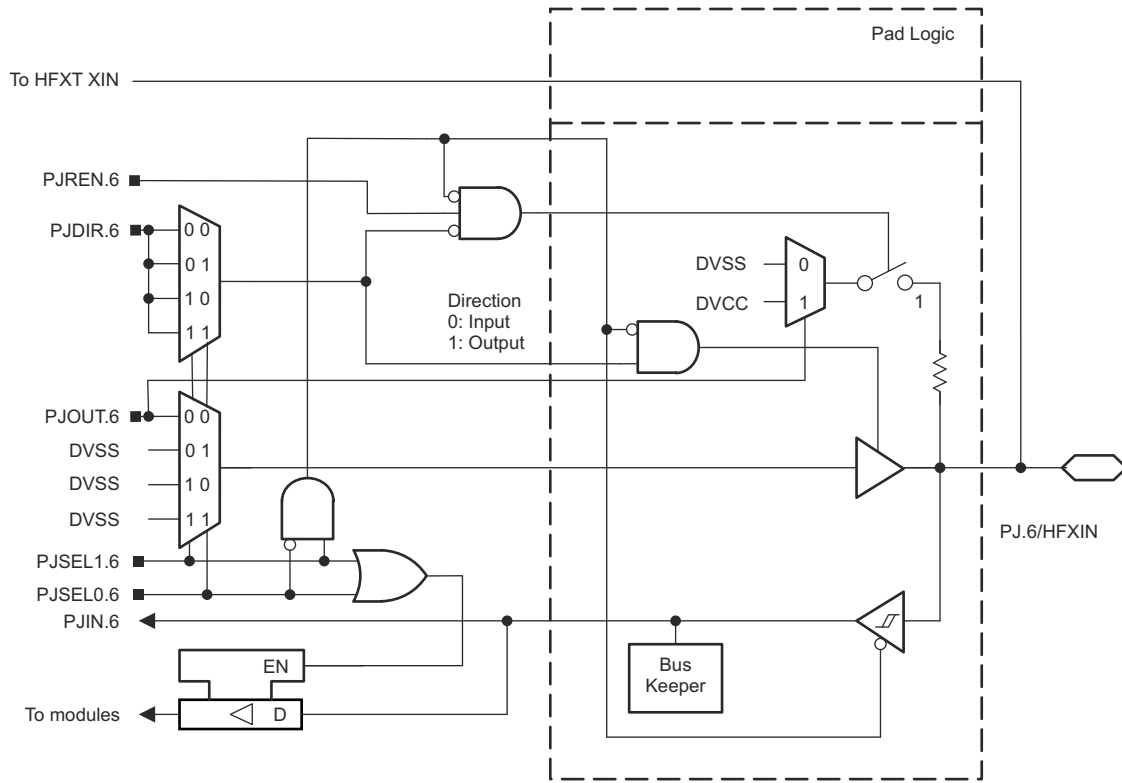 Pad Logic
To HFXT XIN
PJREN.6
PJDIR.6
0 0
0 1
1 0
1 1
Direction
0: Input
1: Output
DVSS
0
DVCC
1
1
PJOUT.6
0 0
DVSS
0 1
DVSS
1 0
DVSS
1 1
PJ.6/HFXIN
PJSEL1.6
PJSEL0.6
PJIN.6
EN
Bus
Keeper
To modules
D